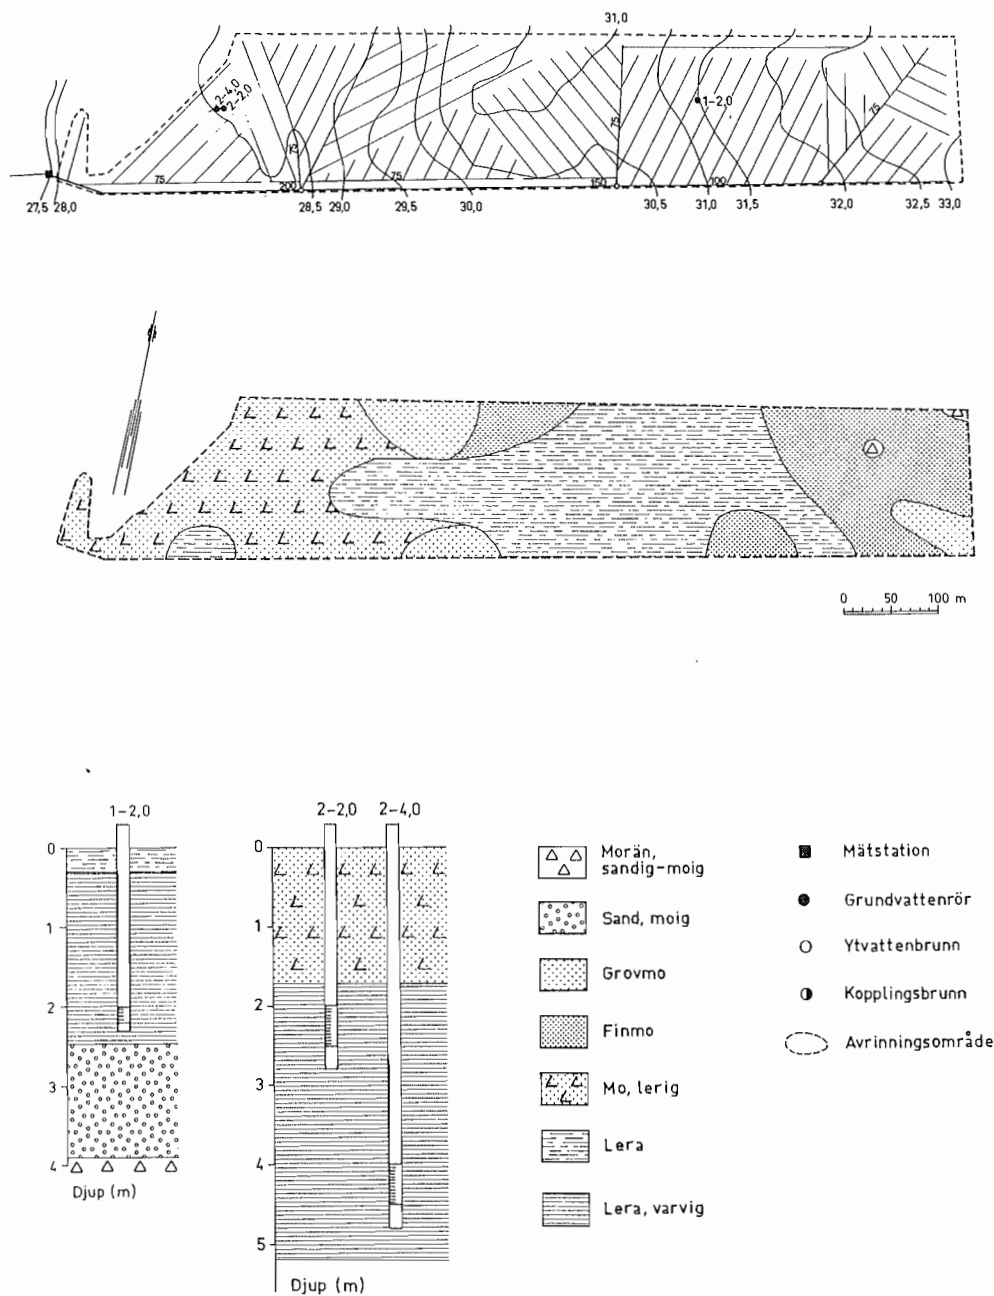 31,0
2-4,0
2-2,0
1-2,0
75
75
75
75
200
75
150
100
27,5 28,0 28,5 29,0 29,5 30,0 30,5 31,0 31,5 32,0 32,5 33,0
0 50 100 m
1-2,0
0
1
2
3
4
Djup (m)
2-2,0 2-4,0
0
1
2
3
4
5
Djup (m)
Morän,
sandig-moig
Sand, moig
Grovmo
Finmo
Mo, lerig
Lera
Lera, varvig
Mätstation
Grundvattenrör
Ytvattenbrunn
Kopplingsbrunn
Avrinningsområde